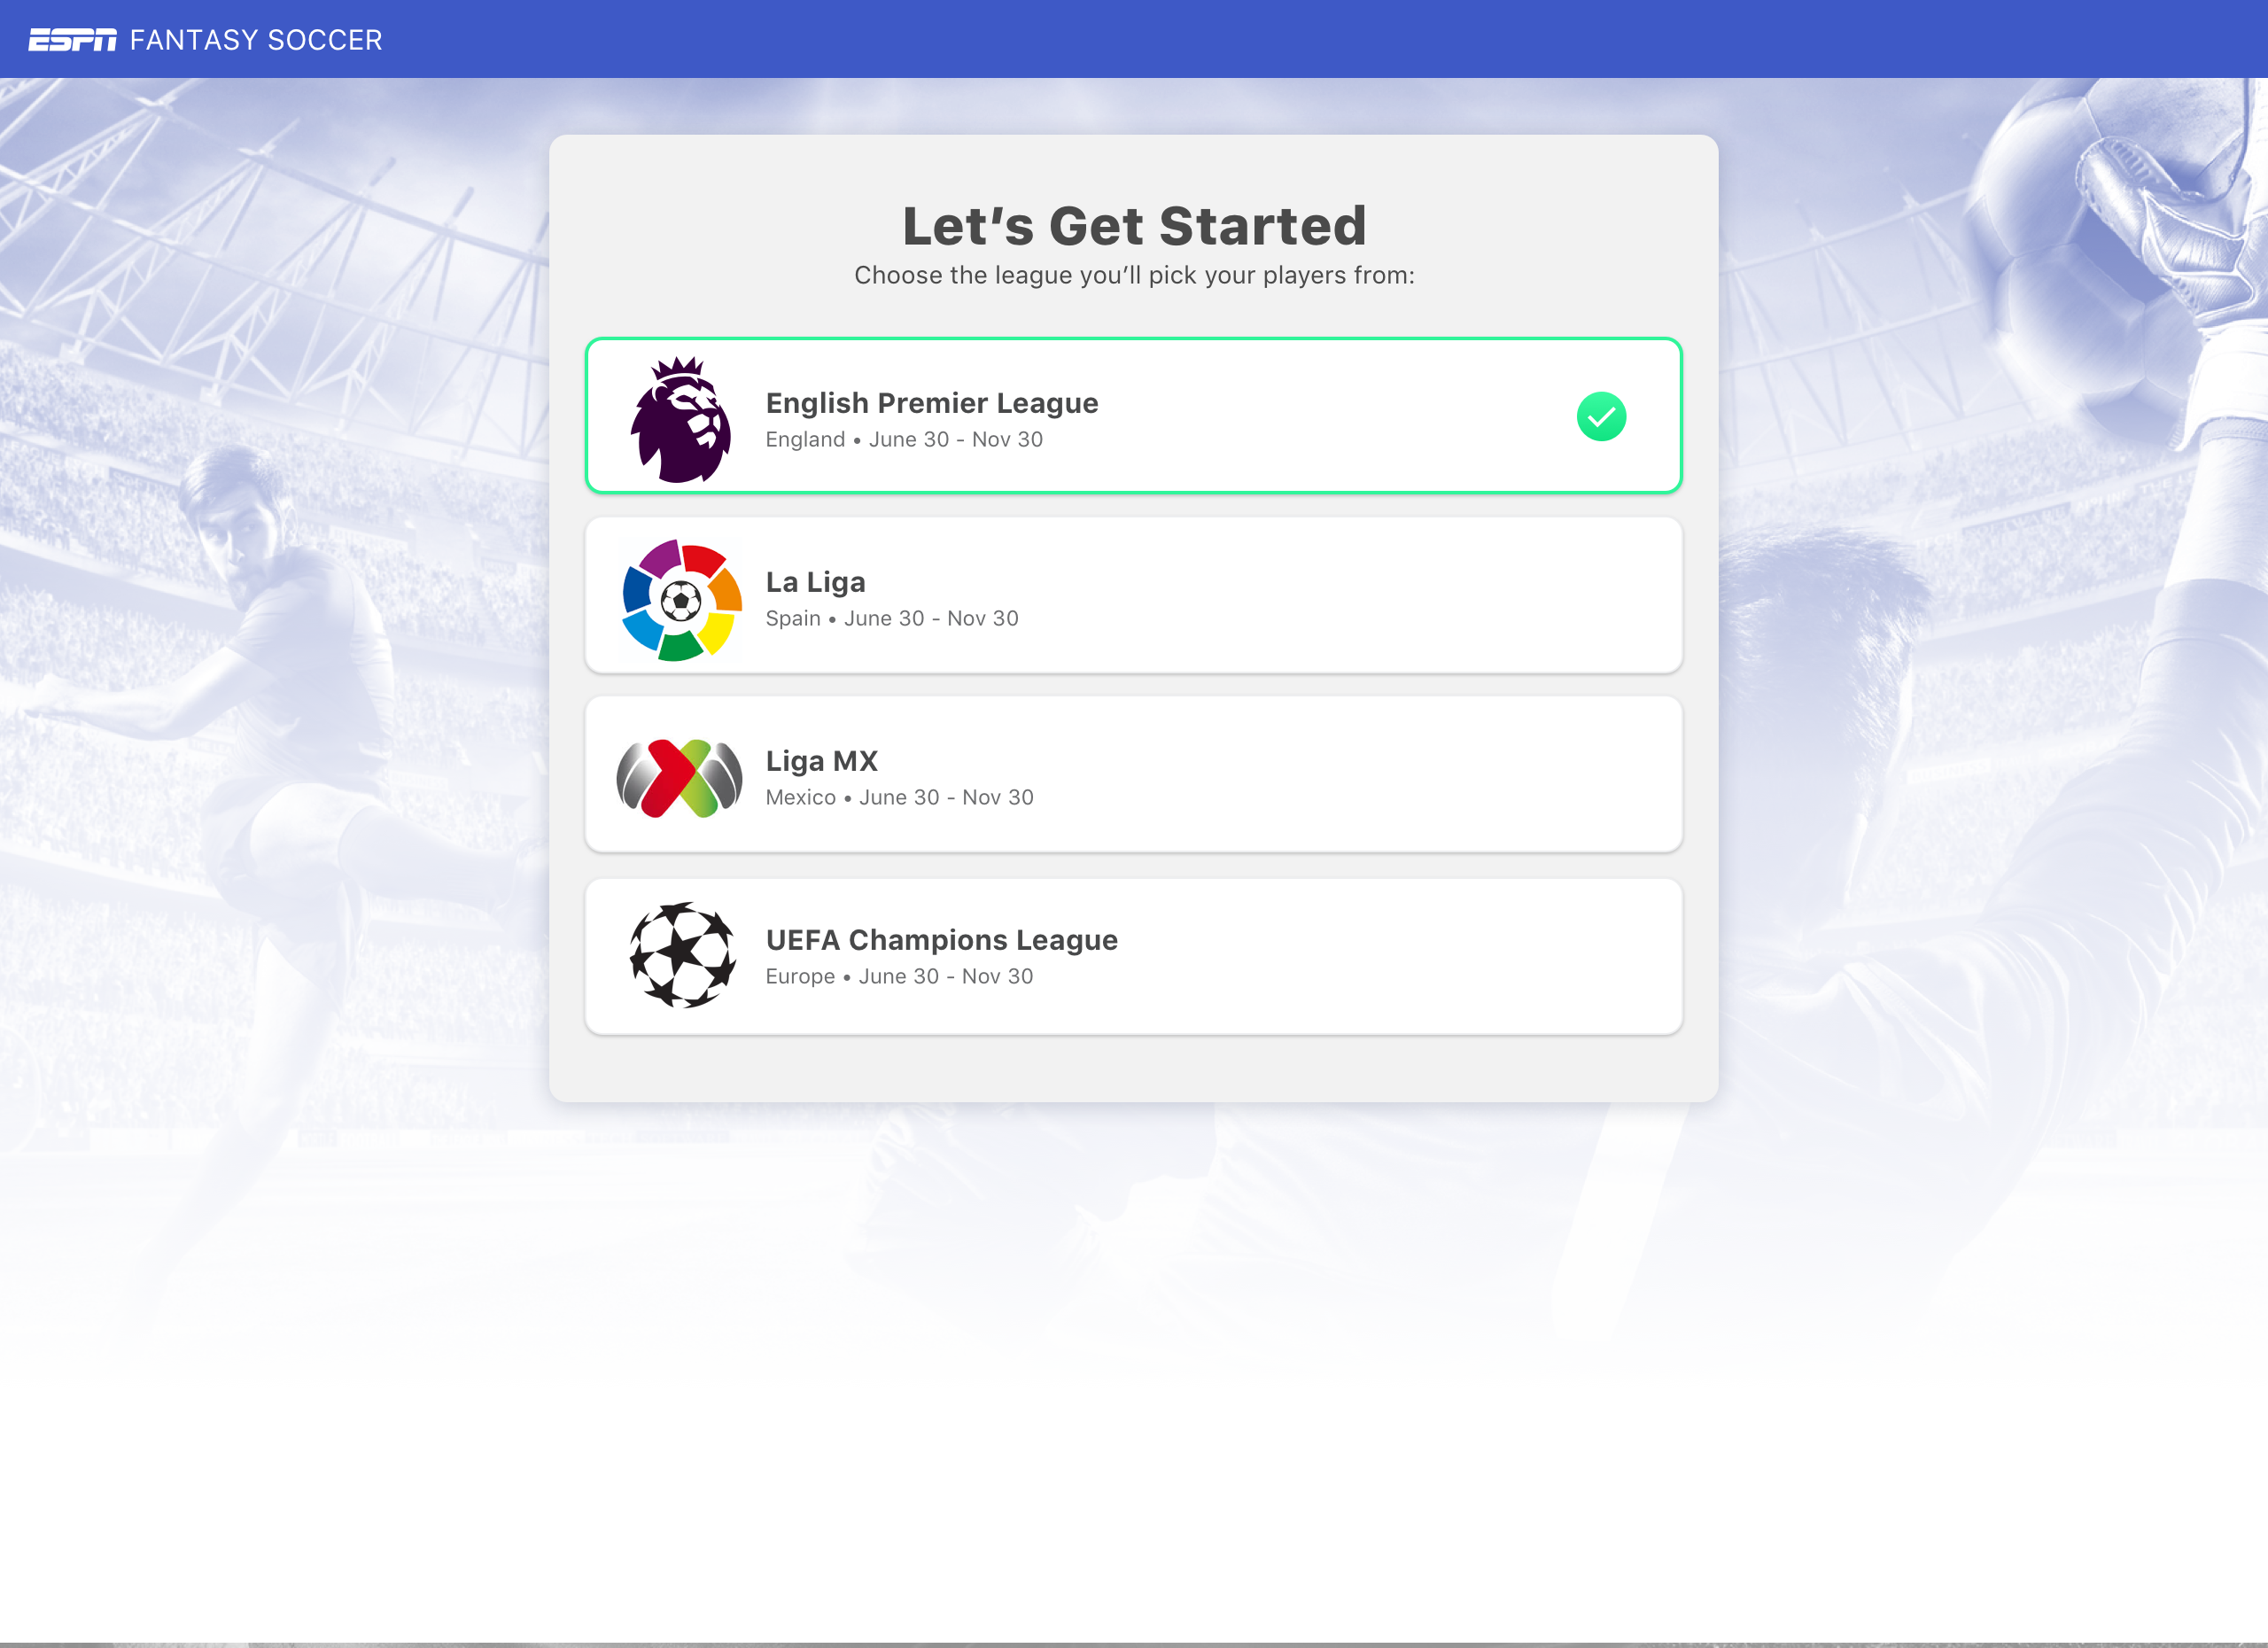 ESPN FANTASY SOCCER
Let’s Get Started
Choose the league you’ll pick your players from:
English Premier League
England • June 30 - Nov 30
La Liga
Spain • June 30 - Nov 30
Liga MX
Mexico • June 30 - Nov 30
UEFA Champions League
Europe • June 30 - Nov 30